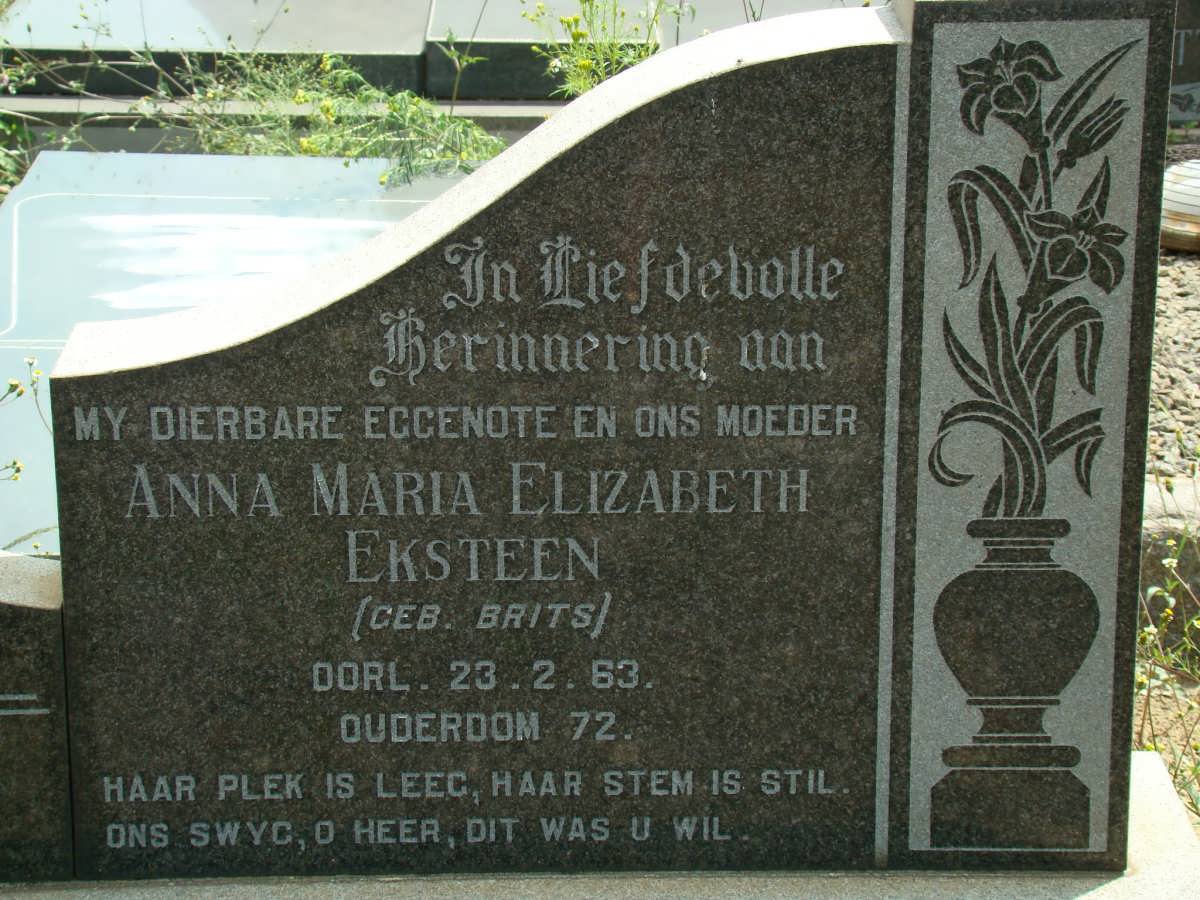 In Liefdevolle
Herinnering aan
MY DIERBARE EGGENOTE EN ONS MOEDER
ANNA MARIA ELIZABETH
EKSTEEN
(GEB. BRITS)
OORL. 23.2.63.
OUDERDOM 72.
HAAR PLEK IS LEEG, HAAR STEM IS STIL.
ONS SWYG, O HEER, DIT WAS U WIL.